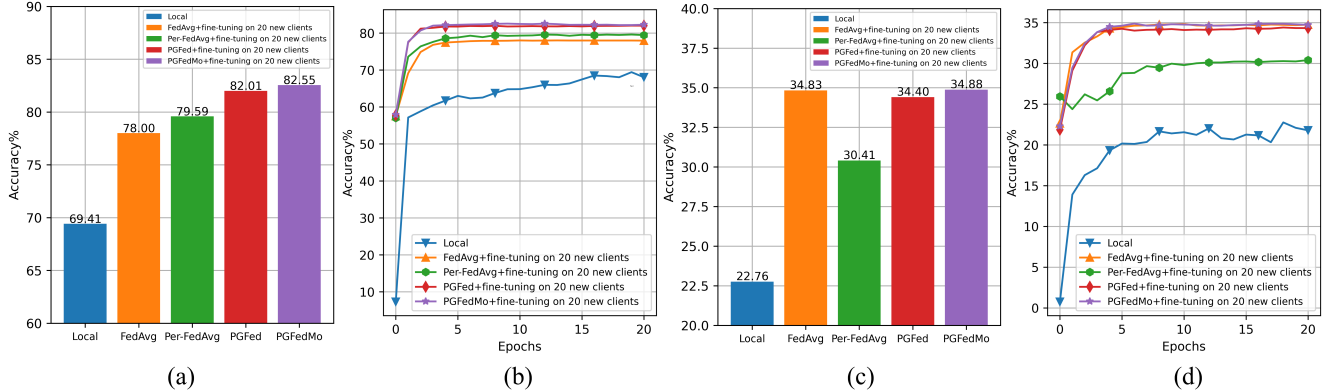 90
85
80
75
70
65
60
Accuracy%
Local
FedAvg+fine-tuning on 20 new clients
Per-FedAvg+fine-tuning on 20 new clients
PGFed+fine-tuning on 20 new clients
PGFedMo+fine-tuning on 20 new clients
69.41
78.00
79.59
82.01
82.55
Local FedAvg Per-FedAvg PGFed PGFedMo
(a)
80
70
60
50
40
30
20
10
Accuracy%
Local
FedAvg+fine-tuning on 20 new clients
Per-FedAvg+fine-tuning on 20 new clients
PGFed+fine-tuning on 20 new clients
PGFedMo+fine-tuning on 20 new clients
0 5 10 15 20
Epochs
(b)
40.0
37.5
35.0
32.5
30.0
27.5
25.0
22.5
20.0
Accuracy%
Local
FedAvg+fine-tuning on 20 new clients
Per-FedAvg+fine-tuning on 20 new clients
PGFed+fine-tuning on 20 new clients
PGFedMo+fine-tuning on 20 new clients
22.76
34.83
30.41
34.40
34.88
Local FedAvg Per-FedAvg PGFed PGFedMo
(c)
35
30
25
20
15
10
5
0
Accuracy%
Local
FedAvg+fine-tuning on 20 new clients
Per-FedAvg+fine-tuning on 20 new clients
PGFed+fine-tuning on 20 new clients
PGFedMo+fine-tuning on 20 new clients
0 5 10 15 20
Epochs
(d)